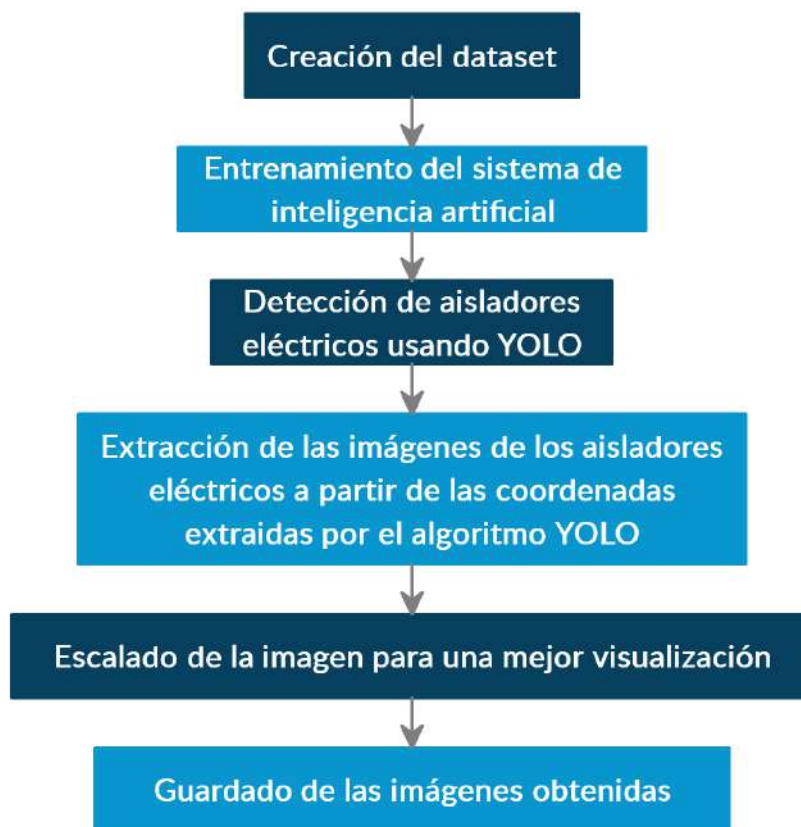 Creación del dataset
Entrenamiento del sistema de
inteligencia artificial
Detección de aisladores
eléctricos usando YOLO
Extracción de las imágenes de los aisladores
eléctricos a partir de las coordenadas
extraidas por el algoritmo YOLO
Escalado de la imagen para una mejor visualización
Guardado de las imágenes obtenidas